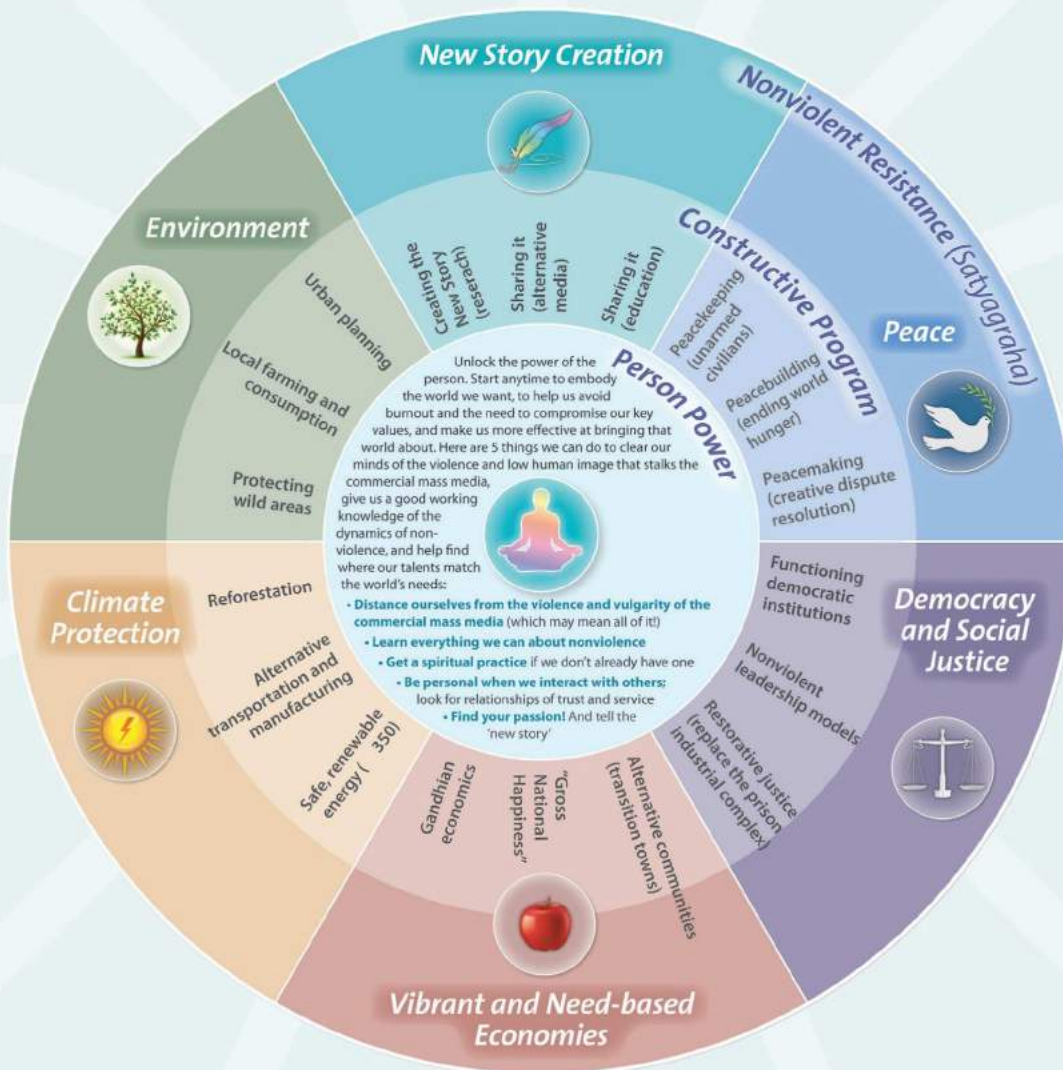 New Story Creation
Creating the
New Story
(reserach)
Sharing it
(alternative
media)
Sharing it
(education)
Nonviolent Resistance (Satyagraha)
Constructive Program
Person Power
Peace
Peacekeeping
(unarmed
civilians)
Peacebuilding
(ending world
hunger)
Peacemaking
(creative dispute
resolution)
Democracy
and Social
Justice
Functioning
democratic
institutions
Nonviolent
leadership models
Restorative justice
(replace the prison
industrial complex)
Vibrant and Need-based
Economies
Alternative communities
(transition towns)
"Gross
National
Happiness"
Gandhian
economics
Climate
Protection
Safe, renewable
energy ( 350)
Alternative
transportation and
manufacturing
Reforestation
Environment
Protecting
wild areas
Local farming and
consumption
Urban planning
Unlock the power of the
person. Start anytime to embody
the world we want, to help us avoid
burnout and the need to compromise our key
values, and make us more effective at bringing that
world about. Here are 5 things we can do to clear our
minds of the violence and low human image that stalks the
commercial mass media,
give us a good working
knowledge of the
dynamics of non-
violence, and help find
where our talents match
the world's needs:
• Distance ourselves from the violence and vulgarity of the
commercial mass media (which may mean all of it!)
• Learn everything we can about nonviolence
• Get a spiritual practice if we don't already have one
• Be personal when we interact with others;
look for relationships of trust and service
• Find your passion! And tell the
'new story'